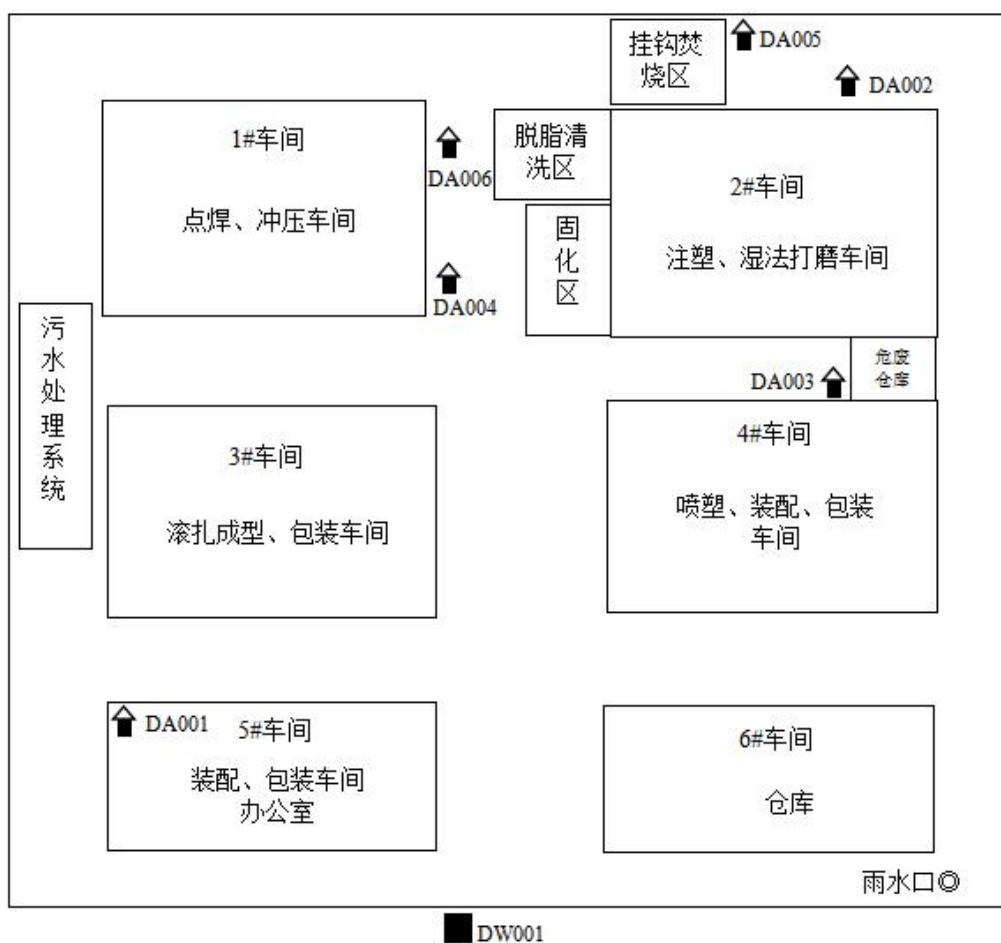 挂钩焚
烧区
DA005
DA002
1#车间
点焊、冲压车间
DA006
DA004
脱脂清
洗区
固
化
区
2#车间
注塑、湿法打磨车间
污
水
处
理
系
统
危废
仓库
DA003
3#车间
滚扎成型、包装车间
4#车间
喷塑、装配、包装
车间
DA001
5#车间
装配、包装车间
办公室
6#车间
仓库
雨水口◎
DW001